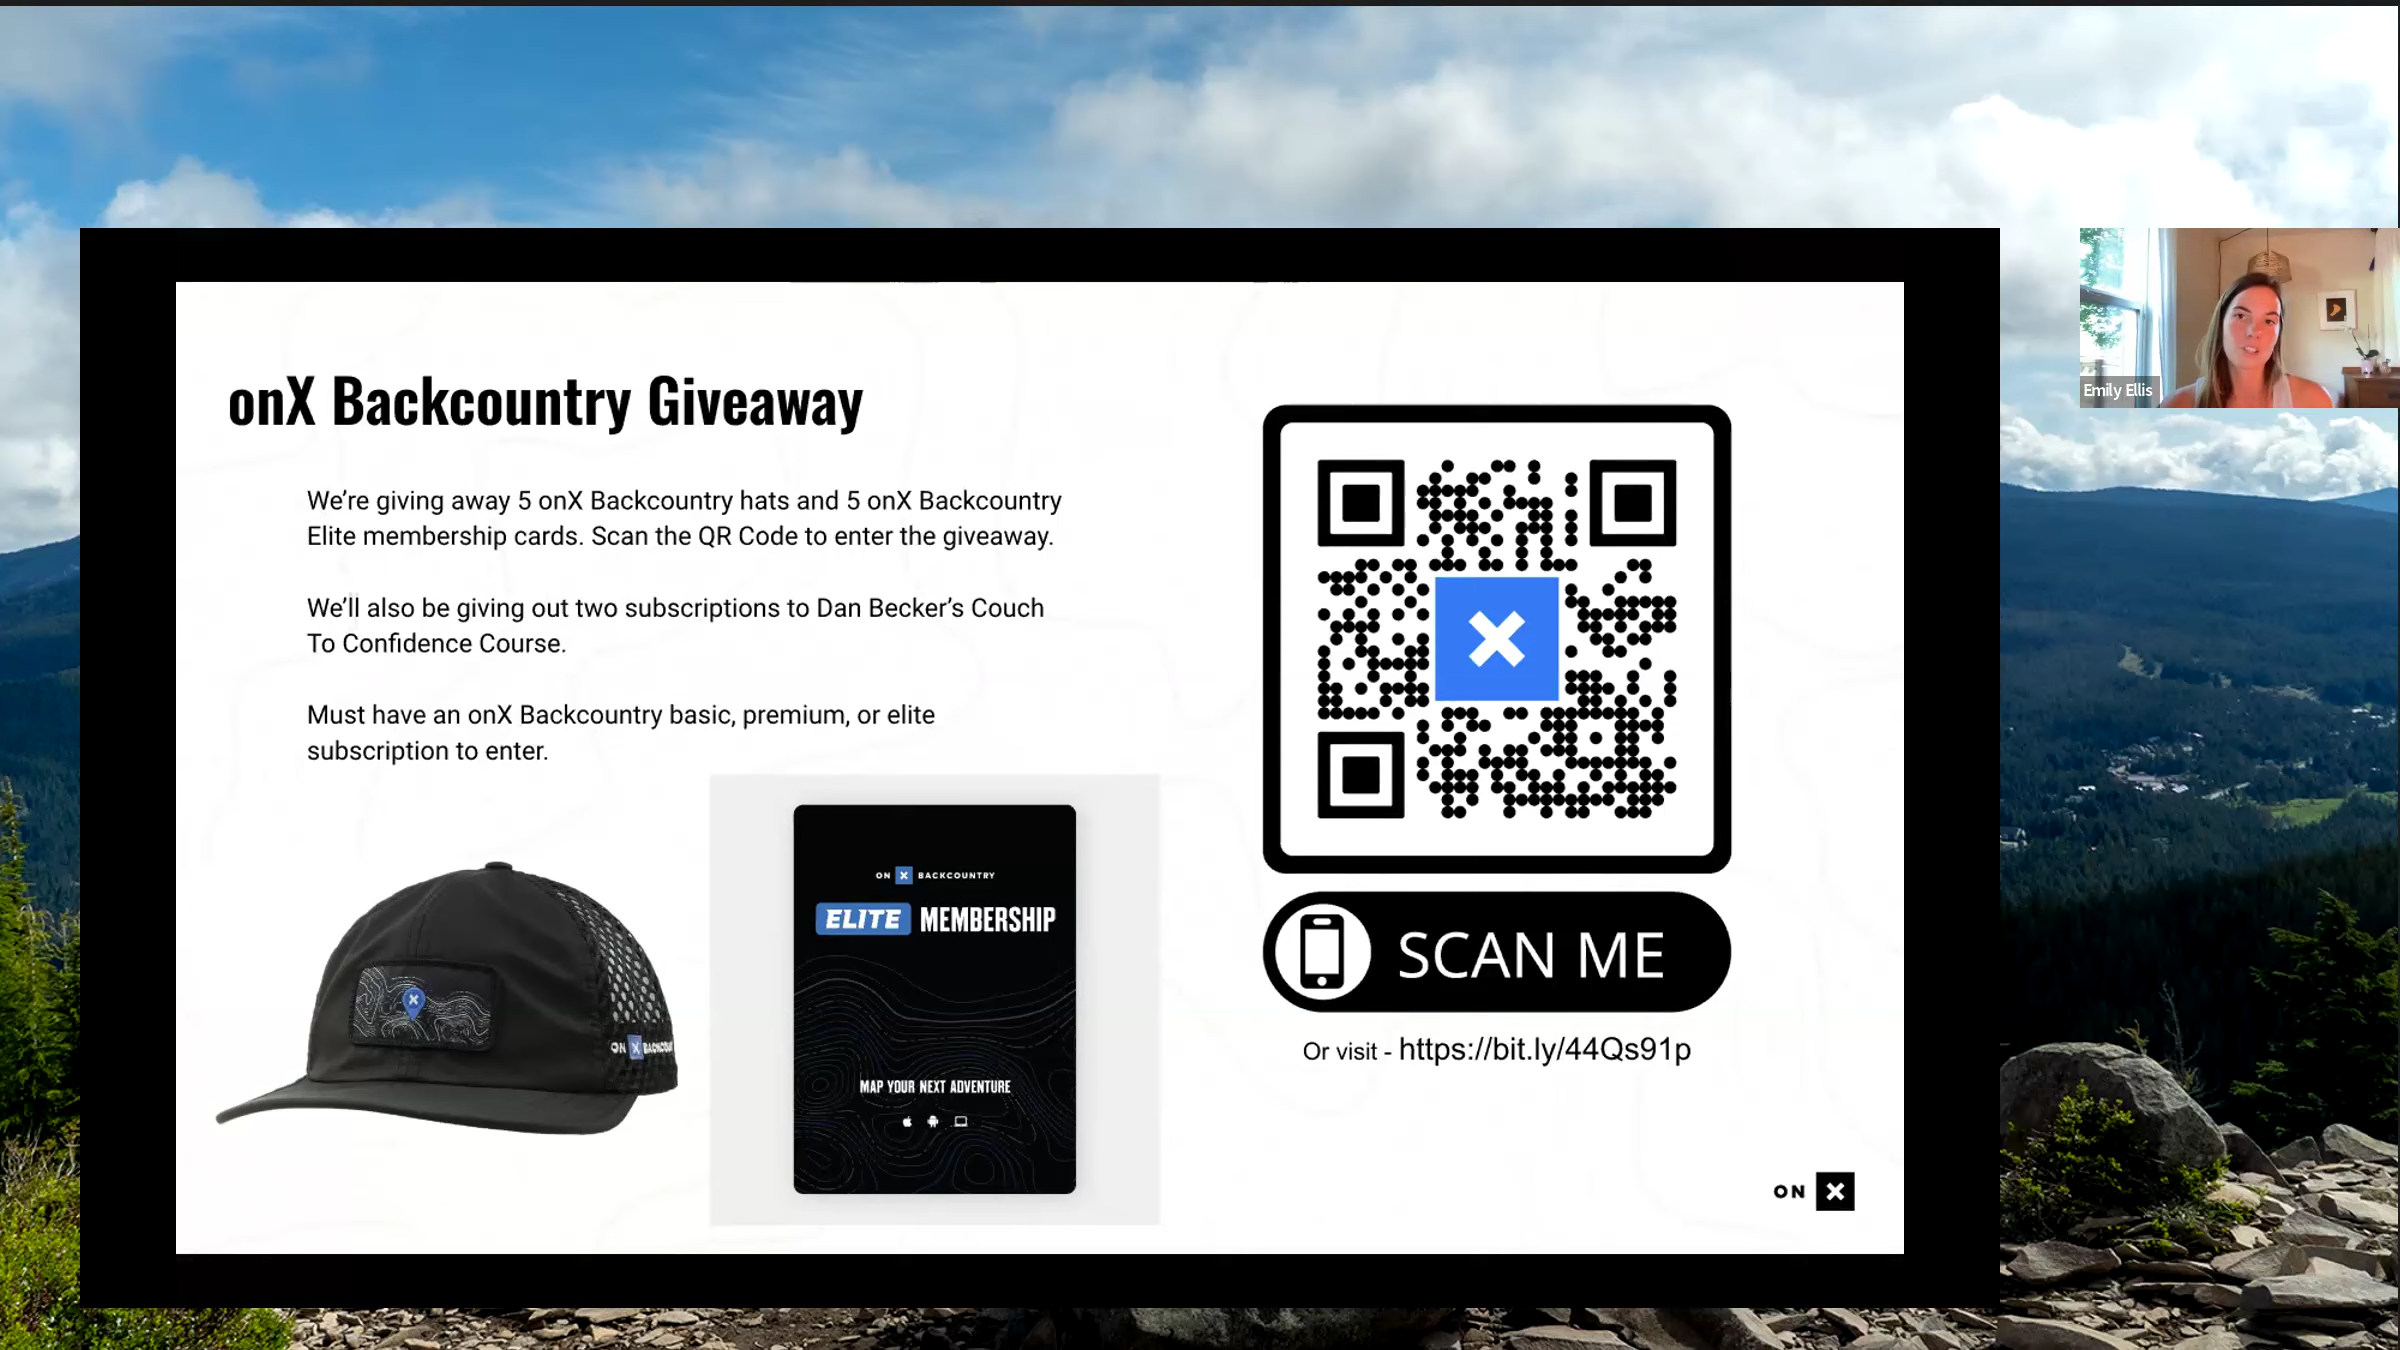 onX Backcountry Giveaway
We’re giving away 5 onX Backcountry hats and 5 onX Backcountry
Elite membership cards. Scan the QR Code to enter the giveaway.
We’ll also be giving out two subscriptions to Dan Becker’s Couch
To Confidence Course.
Must have an onX Backcountry basic, premium, or elite
subscription to enter.
ON X BACKCOUN
ON X BACKCOUNTRY
ELITE MEMBERSHIP
MAP YOUR NEXT ADVENTURE
SCAN ME
Or visit - https://bit.ly/44Qs91p
ON X
Emily Ellis